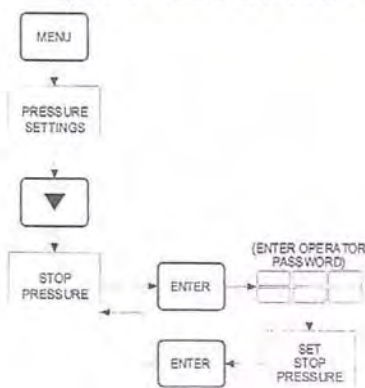 MENU
PRESSURE
SETTINGS
(ENTER OPERATOR
PASSWORD)
STOP
PRESSURE
ENTER
ENTER
SET
STOP
PRESSURE